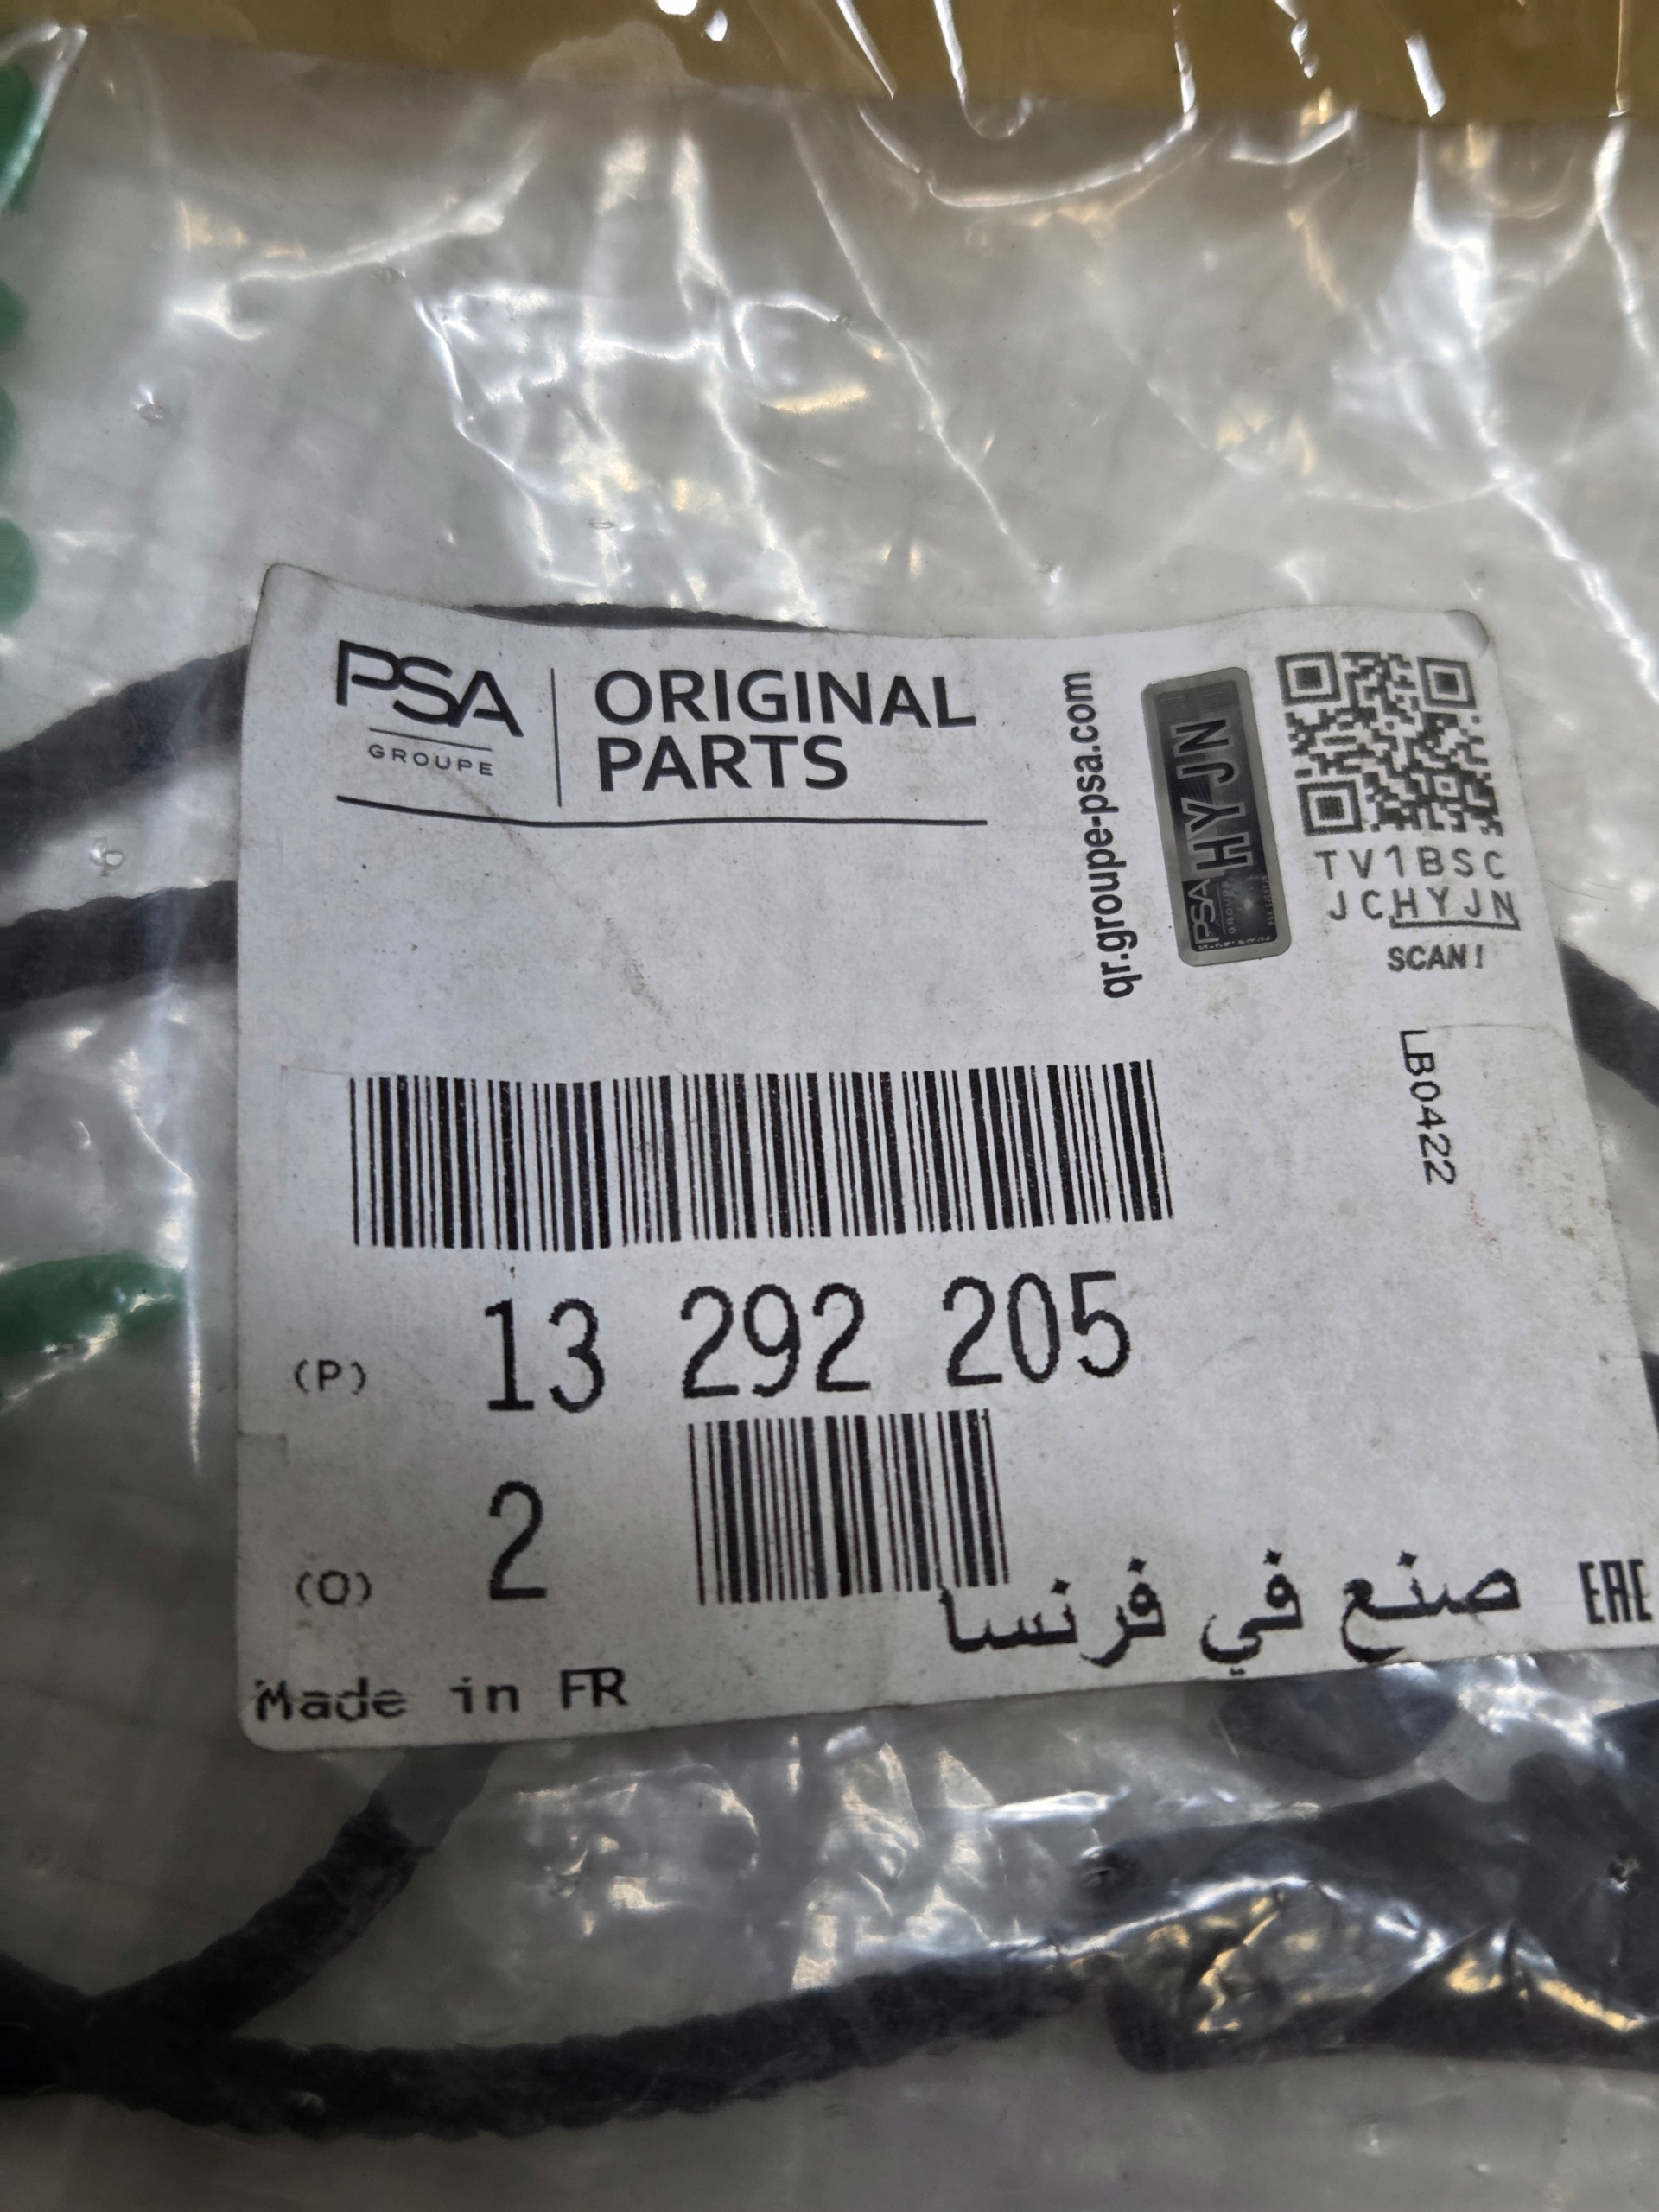 PSA
GROUPE
ORIGINAL
PARTS
qr.groupe-psa.com
PSA
GROUPE
HYJN
TV1BSC
JCHYJN
SCAN!
LB0422
(P) 13 292 205
(Q) 2
صنع في فرنسا
EAC
Made in FR